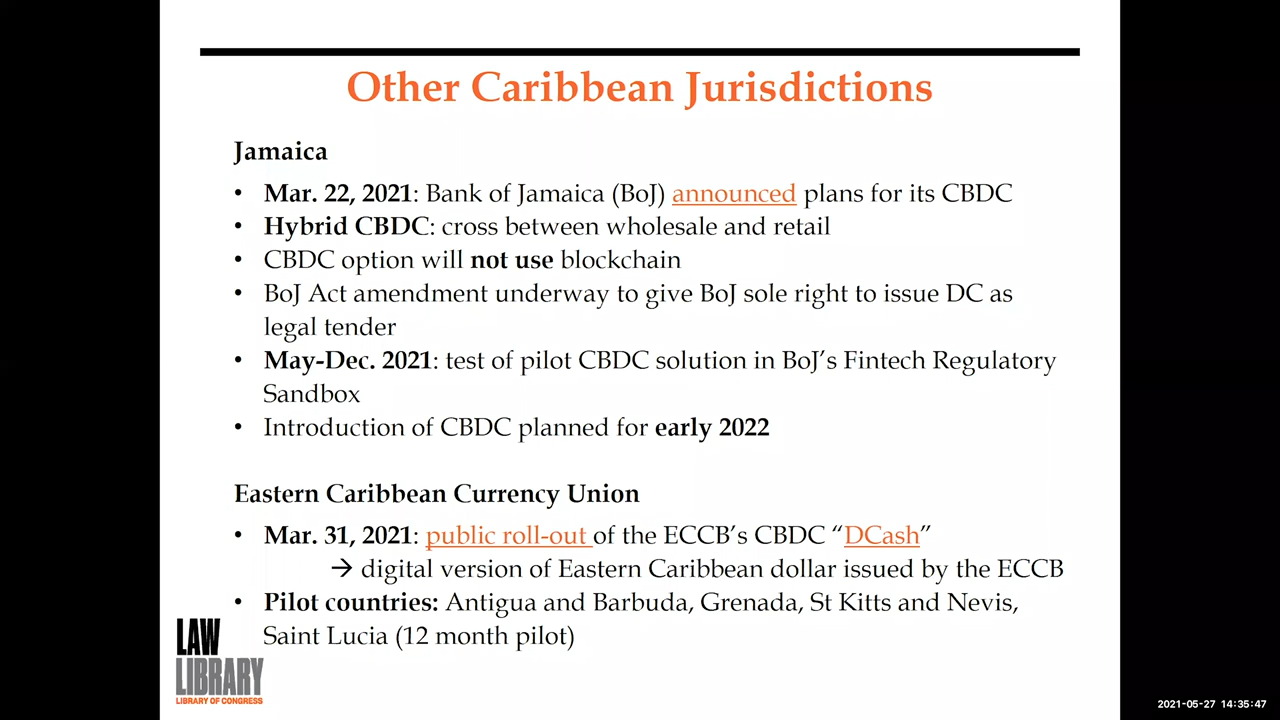 Other Caribbean Jurisdictions
Jamaica
• Mar. 22, 2021: Bank of Jamaica (BoJ) announced plans for its CBDC
• Hybrid CBDC: cross between wholesale and retail
• CBDC option will not use blockchain
• BoJ Act amendment underway to give BoJ sole right to issue DC as
legal tender
• May-Dec. 2021: test of pilot CBDC solution in BoJ’s Fintech Regulatory
Sandbox
• Introduction of CBDC planned for early 2022
Eastern Caribbean Currency Union
• Mar. 31, 2021: public roll-out of the ECCB’s CBDC “DCash”
→ digital version of Eastern Caribbean dollar issued by the ECCB
• Pilot countries: Antigua and Barbuda, Grenada, St Kitts and Nevis,
Saint Lucia (12 month pilot)
LAW
LIBRARY
LIBRARY OF CONGRESS
2021-05-27 14:35:47